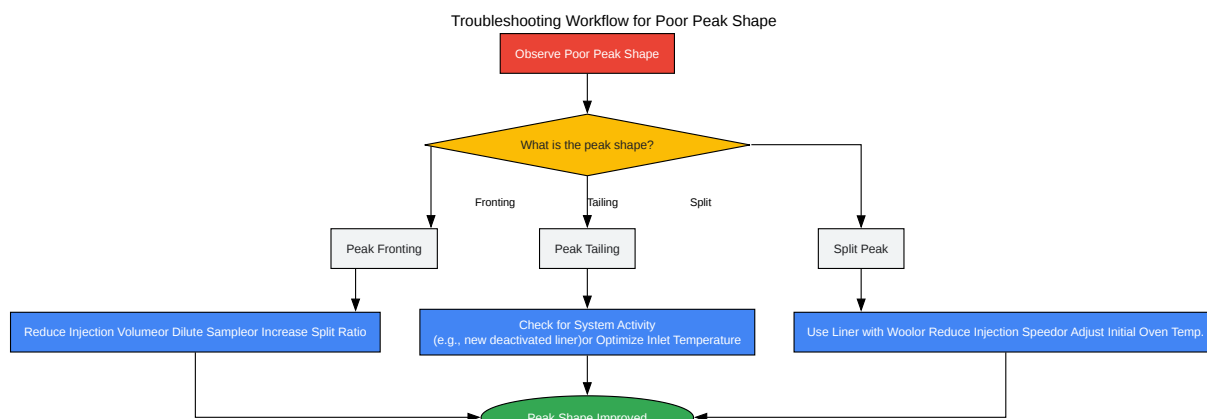 Troubleshooting Workflow for Poor Peak Shape
Observe Poor Peak Shape
What is the peak shape?
Fronting
Tailing
Split
Peak Fronting
Peak Tailing
Split Peak
Reduce Injection Volumeor Dilute Sampleor Increase Split Ratio
Check for System Activity
(e.g., new deactivated liner)or Optimize Inlet Temperature
Use Liner with Woolor Reduce Injection Speedor Adjust Initial Oven Temp.
Peak Shape Improved